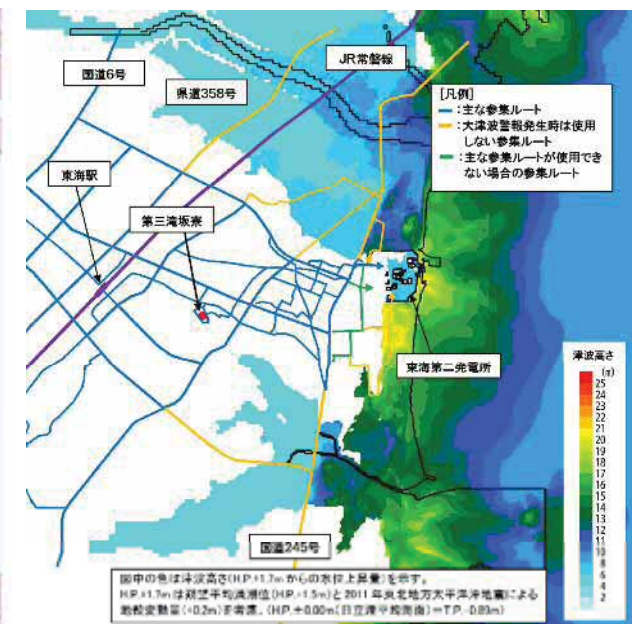 国道6号
JR常磐線
県道358号
[凡例]
:主な参集ルート
:大津波警報発生時は使用
しない参集ルート
:主な参集ルートが使用でき
ない場合の参集ルート
東海駅
第三滝坂寮
東海第二発電所
津波高さ
(m)
25
24
23
22
21
20
19
18
17
16
15
14
13
12
11
10
8
6
4
2
国道245号
図中の色は津波高さ(H.P.+1.7mからの水位上昇量)を示す。
H.P.+1.7mは朔望平均満潮位(H.P.+1.5m)と2011年東北地方太平洋沖地震による
地殻変動量(+0.2m)を考慮。(H.P.±0.00m(日立港平均潮面)=T.P.-0.89m)